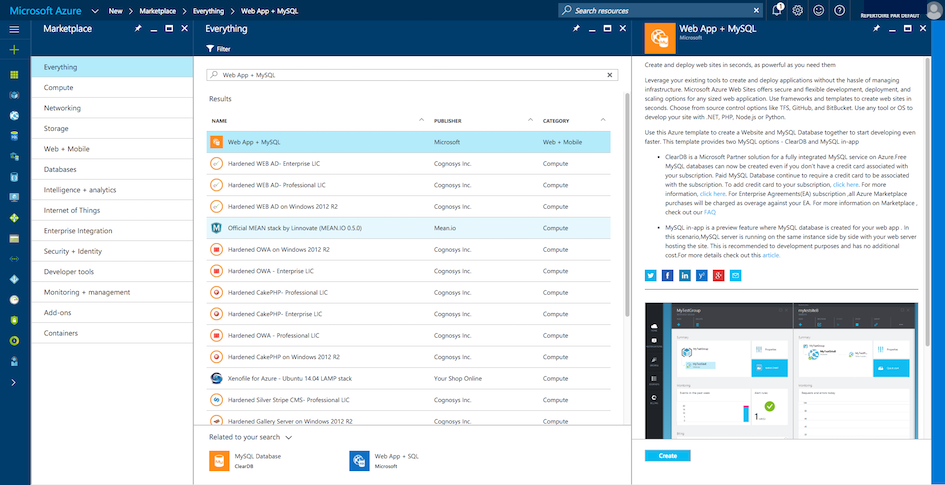 Microsoft Azure
New > Marketplace > Everything > Web App + MySQL
Search resources
1
RÉPERTOIRE PAR DÉFAUT
Marketplace
Everything
Compute
Networking
Storage
Web + Mobile
Databases
Intelligence + analytics
Internet of Things
Enterprise Integration
Security + Identity
Developer tools
Monitoring + management
Add-ons
Containers
Everything
Filter
Web App + MySQL
Results
NAME PUBLISHER CATEGORY
Web App + MySQL Microsoft Web + Mobile
Hardened WEB AD- Enterprise LIC Cognosys Inc. Compute
Hardened WEB AD- Professional LIC Cognosys Inc. Compute
Hardened WEB AD on Windows 2012 R2 Cognosys Inc. Compute
Official MEAN stack by Linnovate (MEAN.IO 0.5.0) Mean.io Compute
Hardened OWA on Windows 2012 R2 Cognosys Inc. Compute
Hardened OWA - Enterprise LIC Cognosys Inc. Compute
Hardened CakePHP- Professional LIC Cognosys Inc. Compute
Hardened CakePHP- Enterprise LIC Cognosys Inc. Compute
Hardened OWA - Professional LIC Cognosys Inc. Compute
Hardened CakePHP on Windows 2012 R2 Cognosys Inc. Compute
Xenofile for Azure - Ubuntu 14.04 LAMP stack Your Shop Online Compute
Hardened Silver Stripe CMS- Professional LIC Cognosys Inc. Compute
Hardened Gallery Server on Windows 2012 R2 Cognosys Inc. Compute
Related to your search
MySQL Database
ClearDB
Web App + SQL
Microsoft
Web App + MySQL
Microsoft
Create and deploy web sites in seconds, as powerful as you need them
Leverage your existing tools to create and deploy applications without the hassle of managing
infrastructure. Microsoft Azure Web Sites offers secure and flexible development, deployment, and
scaling options for any sized web application. Use frameworks and templates to create web sites in
seconds. Choose from source control options like TFS, GitHub, and BitBucket. Use any tool or OS to
develop your site with .NET, PHP, Node.js or Python.
Use this Azure template to create a Website and MySQL Database together to start developing even
faster. This template provides two MySQL options - ClearDB and MySQL in-app
• ClearDB is a Microsoft Partner solution for a fully integrated MySQL service on Azure.Free
MySQL databases can now be created even if you don't have a credit card associated with
your subscription. Paid MySQL Database continue to require a credit card to be associated
with the subscription. To add credit card to your subscription, click here. For more
information, click here. For Enterprise Agreements(EA) subscription ,all Azure Marketplace
purchases will be charged as overage against your EA. For more information on Marketplace ,
check out our FAQ
• MySQL in-app is a preview feature where MySQL database is created for your web app . In
this scenario,MySQL server is running on the same instance side by side with your web server
hosting the site. This is recommended to development purposes and has no additional
cost.For more details check out this article.
MyTestGroup
Create